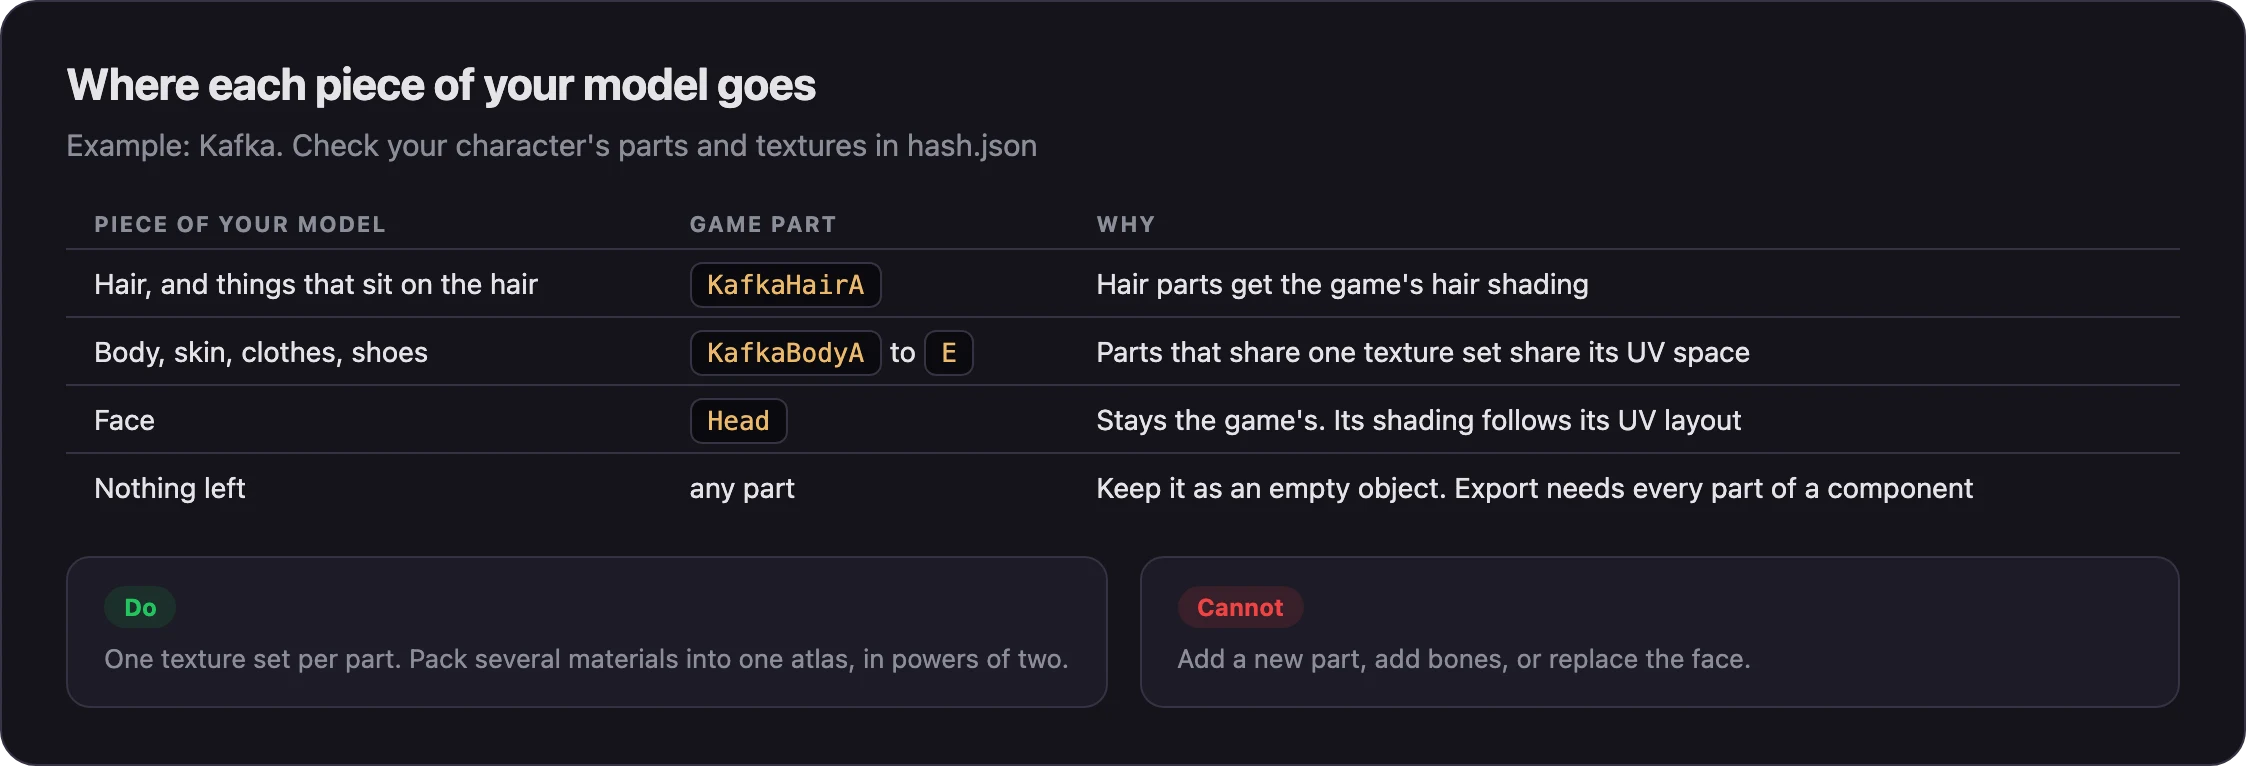 Where each piece of your model goes
Example: Kafka. Check your character's parts and textures in hash.json
PIECE OF YOUR MODEL GAME PART WHY
Hair, and things that sit on the hair KafkaHairA Hair parts get the game's hair shading
Body, skin, clothes, shoes KafkaBodyA to E Parts that share one texture set share its UV space
Face Head Stays the game's. Its shading follows its UV layout
Nothing left any part Keep it as an empty object. Export needs every part of a component
Do
One texture set per part. Pack several materials into one atlas, in powers of two.
Cannot
Add a new part, add bones, or replace the face.